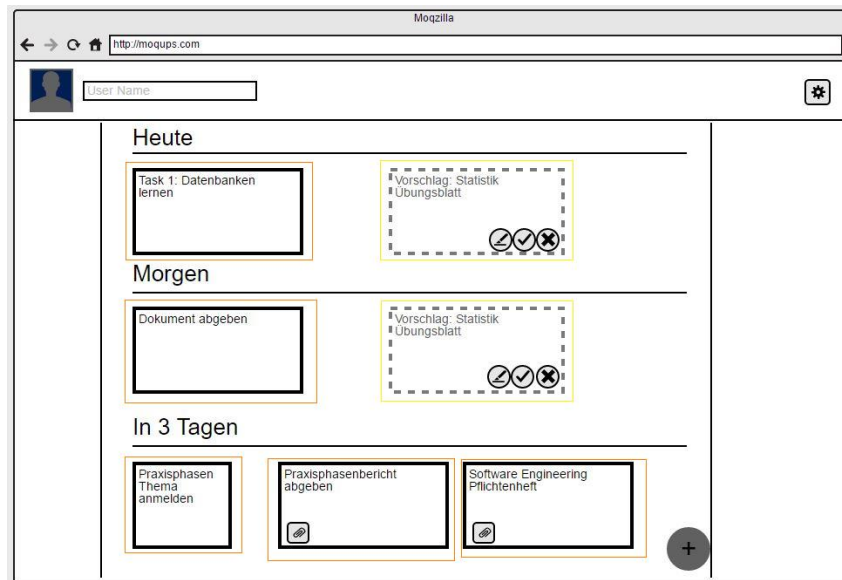 Moqzilla
http://moqups.com
User Name
Heute
Task 1: Datenbanken
lernen
Vorschlag: Statistik
Übungsblatt
Morgen
Dokument abgeben
Vorschlag: Statistik
Übungsblatt
In 3 Tagen
Praxisphasen
Thema
anmelden
Praxisphasenbericht
abgeben
Software Engineering
Pflichtenheft
+